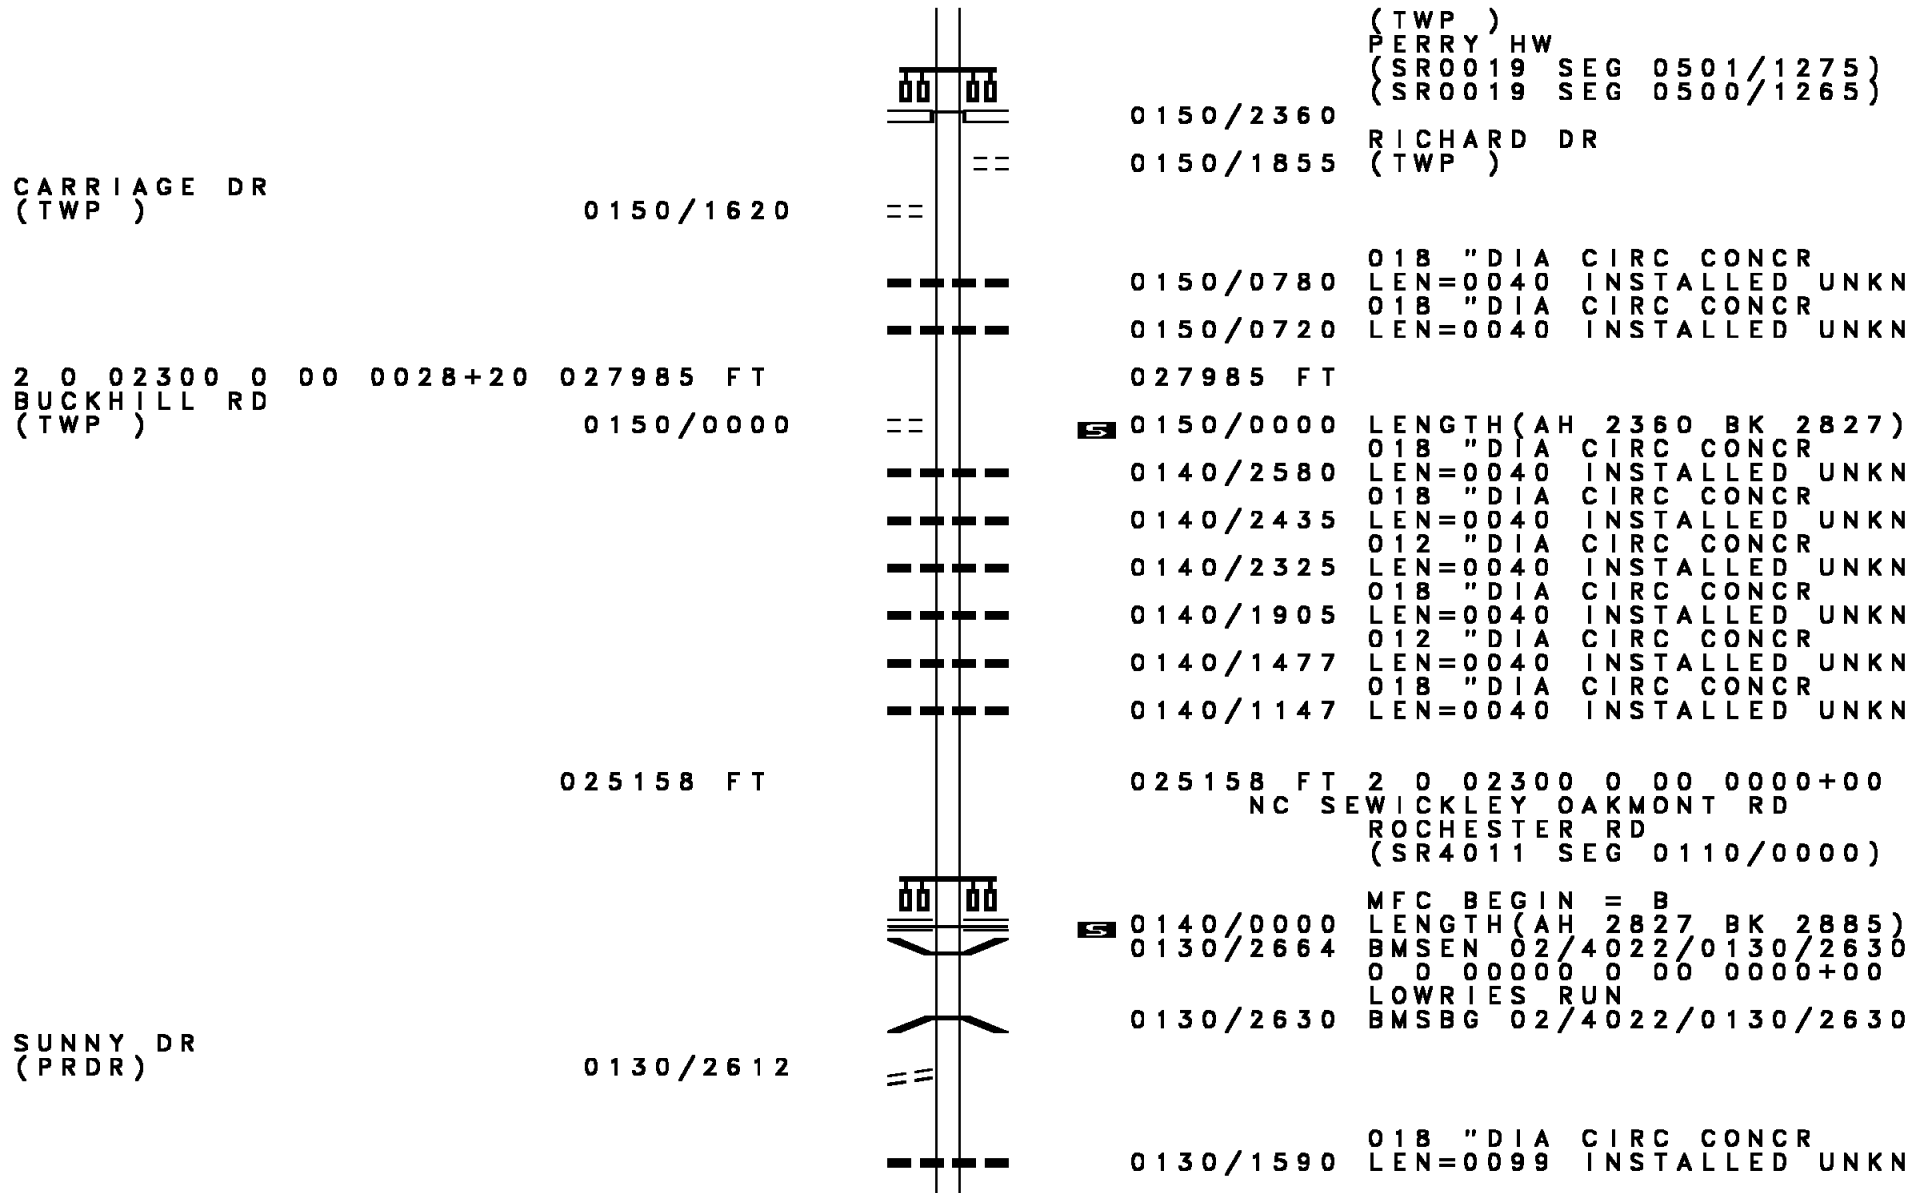 (TWP )
PERRY HW
(SR0019 SEG 0501/1275)
(SR0019 SEG 0500/1265)
0150/2360
RICHARD DR
0150/1855 (TWP )
CARRIAGE DR
(TWP ) 0150/1620
018 "DIA CIRC CONCR
0150/0780 LEN=0040 INSTALLED UNKN
018 "DIA CIRC CONCR
0150/0720 LEN=0040 INSTALLED UNKN
2 0 02300 0 00 0028+20 027985 FT 027985 FT
BUCKHILL RD
(TWP ) 0150/0000 S 0150/0000 LENGTH(AH 2360 BK 2827)
018 "DIA CIRC CONCR
0140/2580 LEN=0040 INSTALLED UNKN
018 "DIA CIRC CONCR
0140/2435 LEN=0040 INSTALLED UNKN
012 "DIA CIRC CONCR
0140/2325 LEN=0040 INSTALLED UNKN
018 "DIA CIRC CONCR
0140/1905 LEN=0040 INSTALLED UNKN
012 "DIA CIRC CONCR
0140/1477 LEN=0040 INSTALLED UNKN
018 "DIA CIRC CONCR
0140/1147 LEN=0040 INSTALLED UNKN
025158 FT 025158 FT 2 0 02300 0 00 0000+00
NC SEWICKLEY OAKMONT RD
ROCHESTER RD
(SR4011 SEG 0110/0000)
MFC BEGIN = B
S 0140/0000 LENGTH(AH 2827 BK 2885)
0130/2664 BMSEN 02/4022/0130/2630
0 0 00000 0 00 0000+00
LOWRIES RUN
0130/2630 BMSBG 02/4022/0130/2630
SUNNY DR
(PRDR) 0130/2612
018 "DIA CIRC CONCR
0130/1590 LEN=0099 INSTALLED UNKN